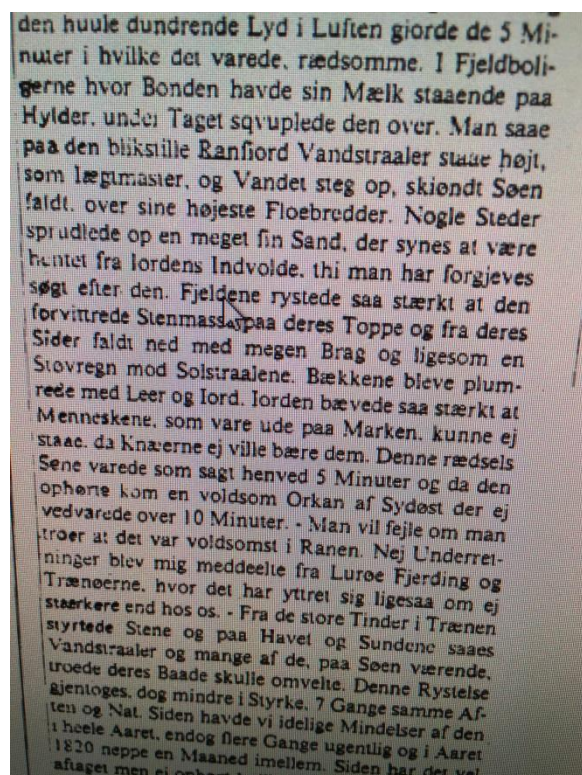 den huule dundrende Lyd i Luften giorde de 5 Mi-
nuter i hvilke det varede, rædsomme. I Fjeldboli-
gerne hvor Bonden havde sin Mælk staaende paa
Hylder, under Taget sqvuplede den over. Man saae
paa den blikstille Ranfiord Vandstraaler staae højt,
som Lægtmaster, og Vandet steg op, skiøndt Søen
faldt, over sine højeste Floebredder. Nogle Steder
sprudlede op en meget fin Sand, der synes at være
hentet fra Iordens Indvolde, thi man har forgjeves
søgt efter den. Fjeldene rystede saa stærkt at den
forvittrede Stenmasse paa deres Toppe og fra deres
Sider faldt ned med megen Brag og ligesom en
Støvregn mod Solstraalene. Bækkene bleve plum-
rede med Leer og Iord. Iorden bævede saa stærkt at
Menneskene, som vare ude paa Marken, kunne ej
staae, da Knæerne ej ville bære dem. Denne rædsels
Sene varede som sagt henved 5 Minuter og da den
ophørte kom en voldsom Orkan af Sydøst der ej
vedvarede over 10 Minuter. - Man vil fejle om man
troer at det var voldsomst i Ranen. Nej Underret-
ninger blev mig meddeelte fra Lurøe Fjerding og
Trænøerne, hvor det har yttret sig ligesaa om ej
stærkere end hos os. - Fra de store Tinder i Trænen
styrtede Stene og paa Havet og Sundene saaes
Vandstraaler og mange af de, paa Søen værende,
troede deres Baade skulle omvelte. Denne Rystelse
gjentoges, dog mindre i Styrke, 7 Gange samme Af-
ten og Nat. Siden havde vi idelige Mindelser af den
i heele Aaret, endog flere Gange ugentlig og i Aaret
1820 neppe en Maaned imellem. Siden har det vel
aftaget men ej